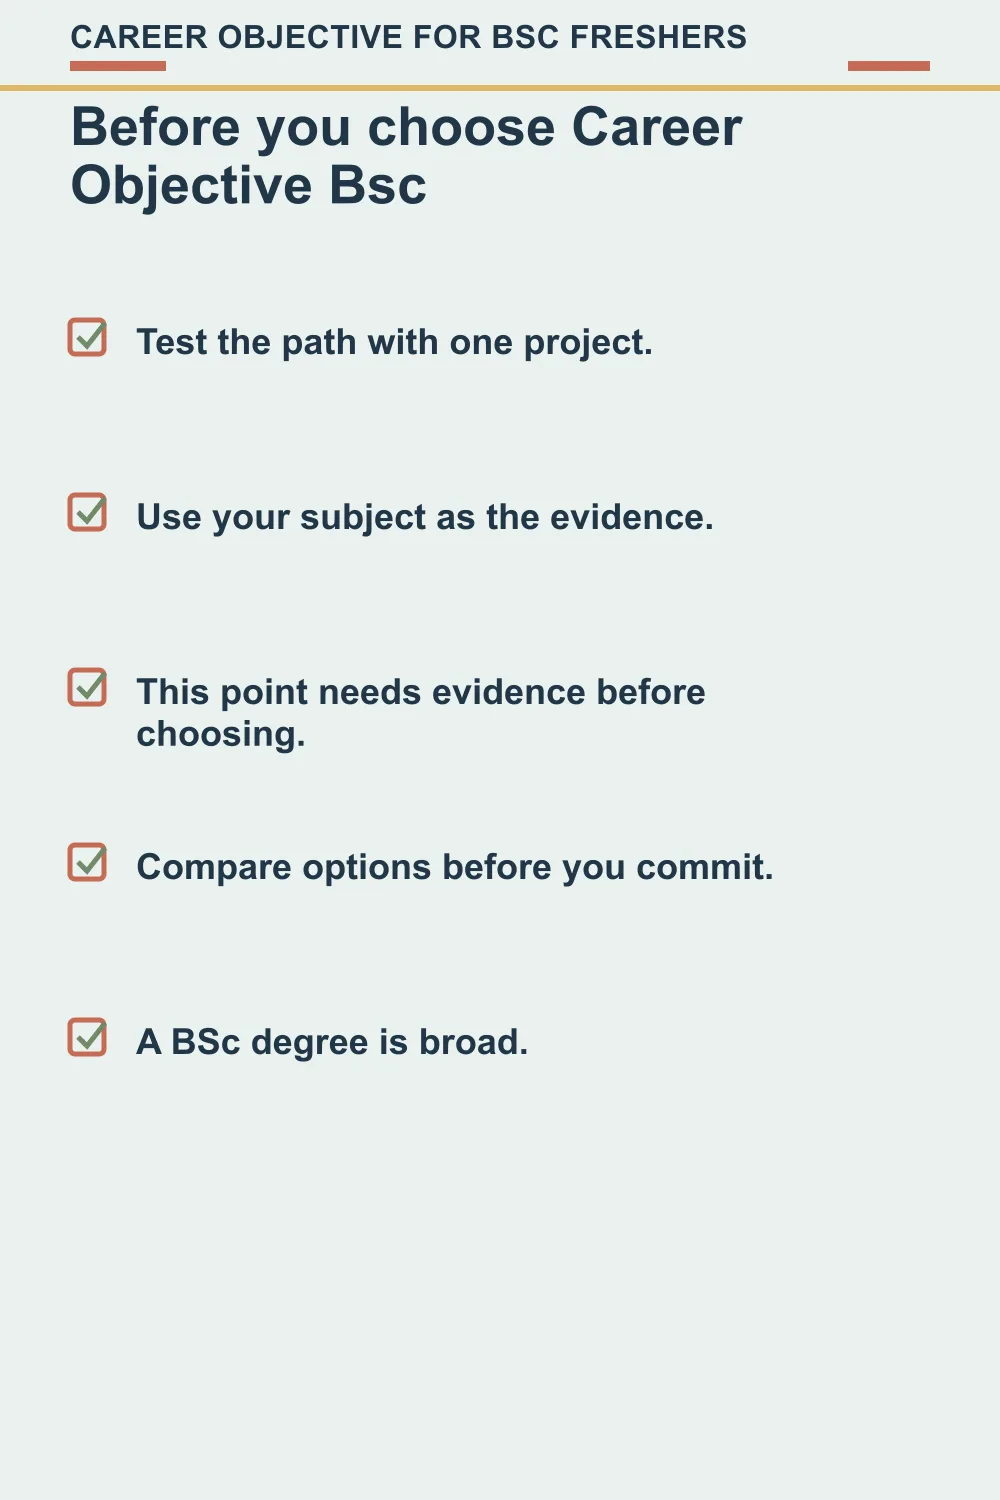 CAREER OBJECTIVE FOR BSC FRESHERS
Before you choose Career
Objective Bsc
Test the path with one project.
Use your subject as the evidence.
This point needs evidence before
choosing.
Compare options before you commit.
A BSc degree is broad.